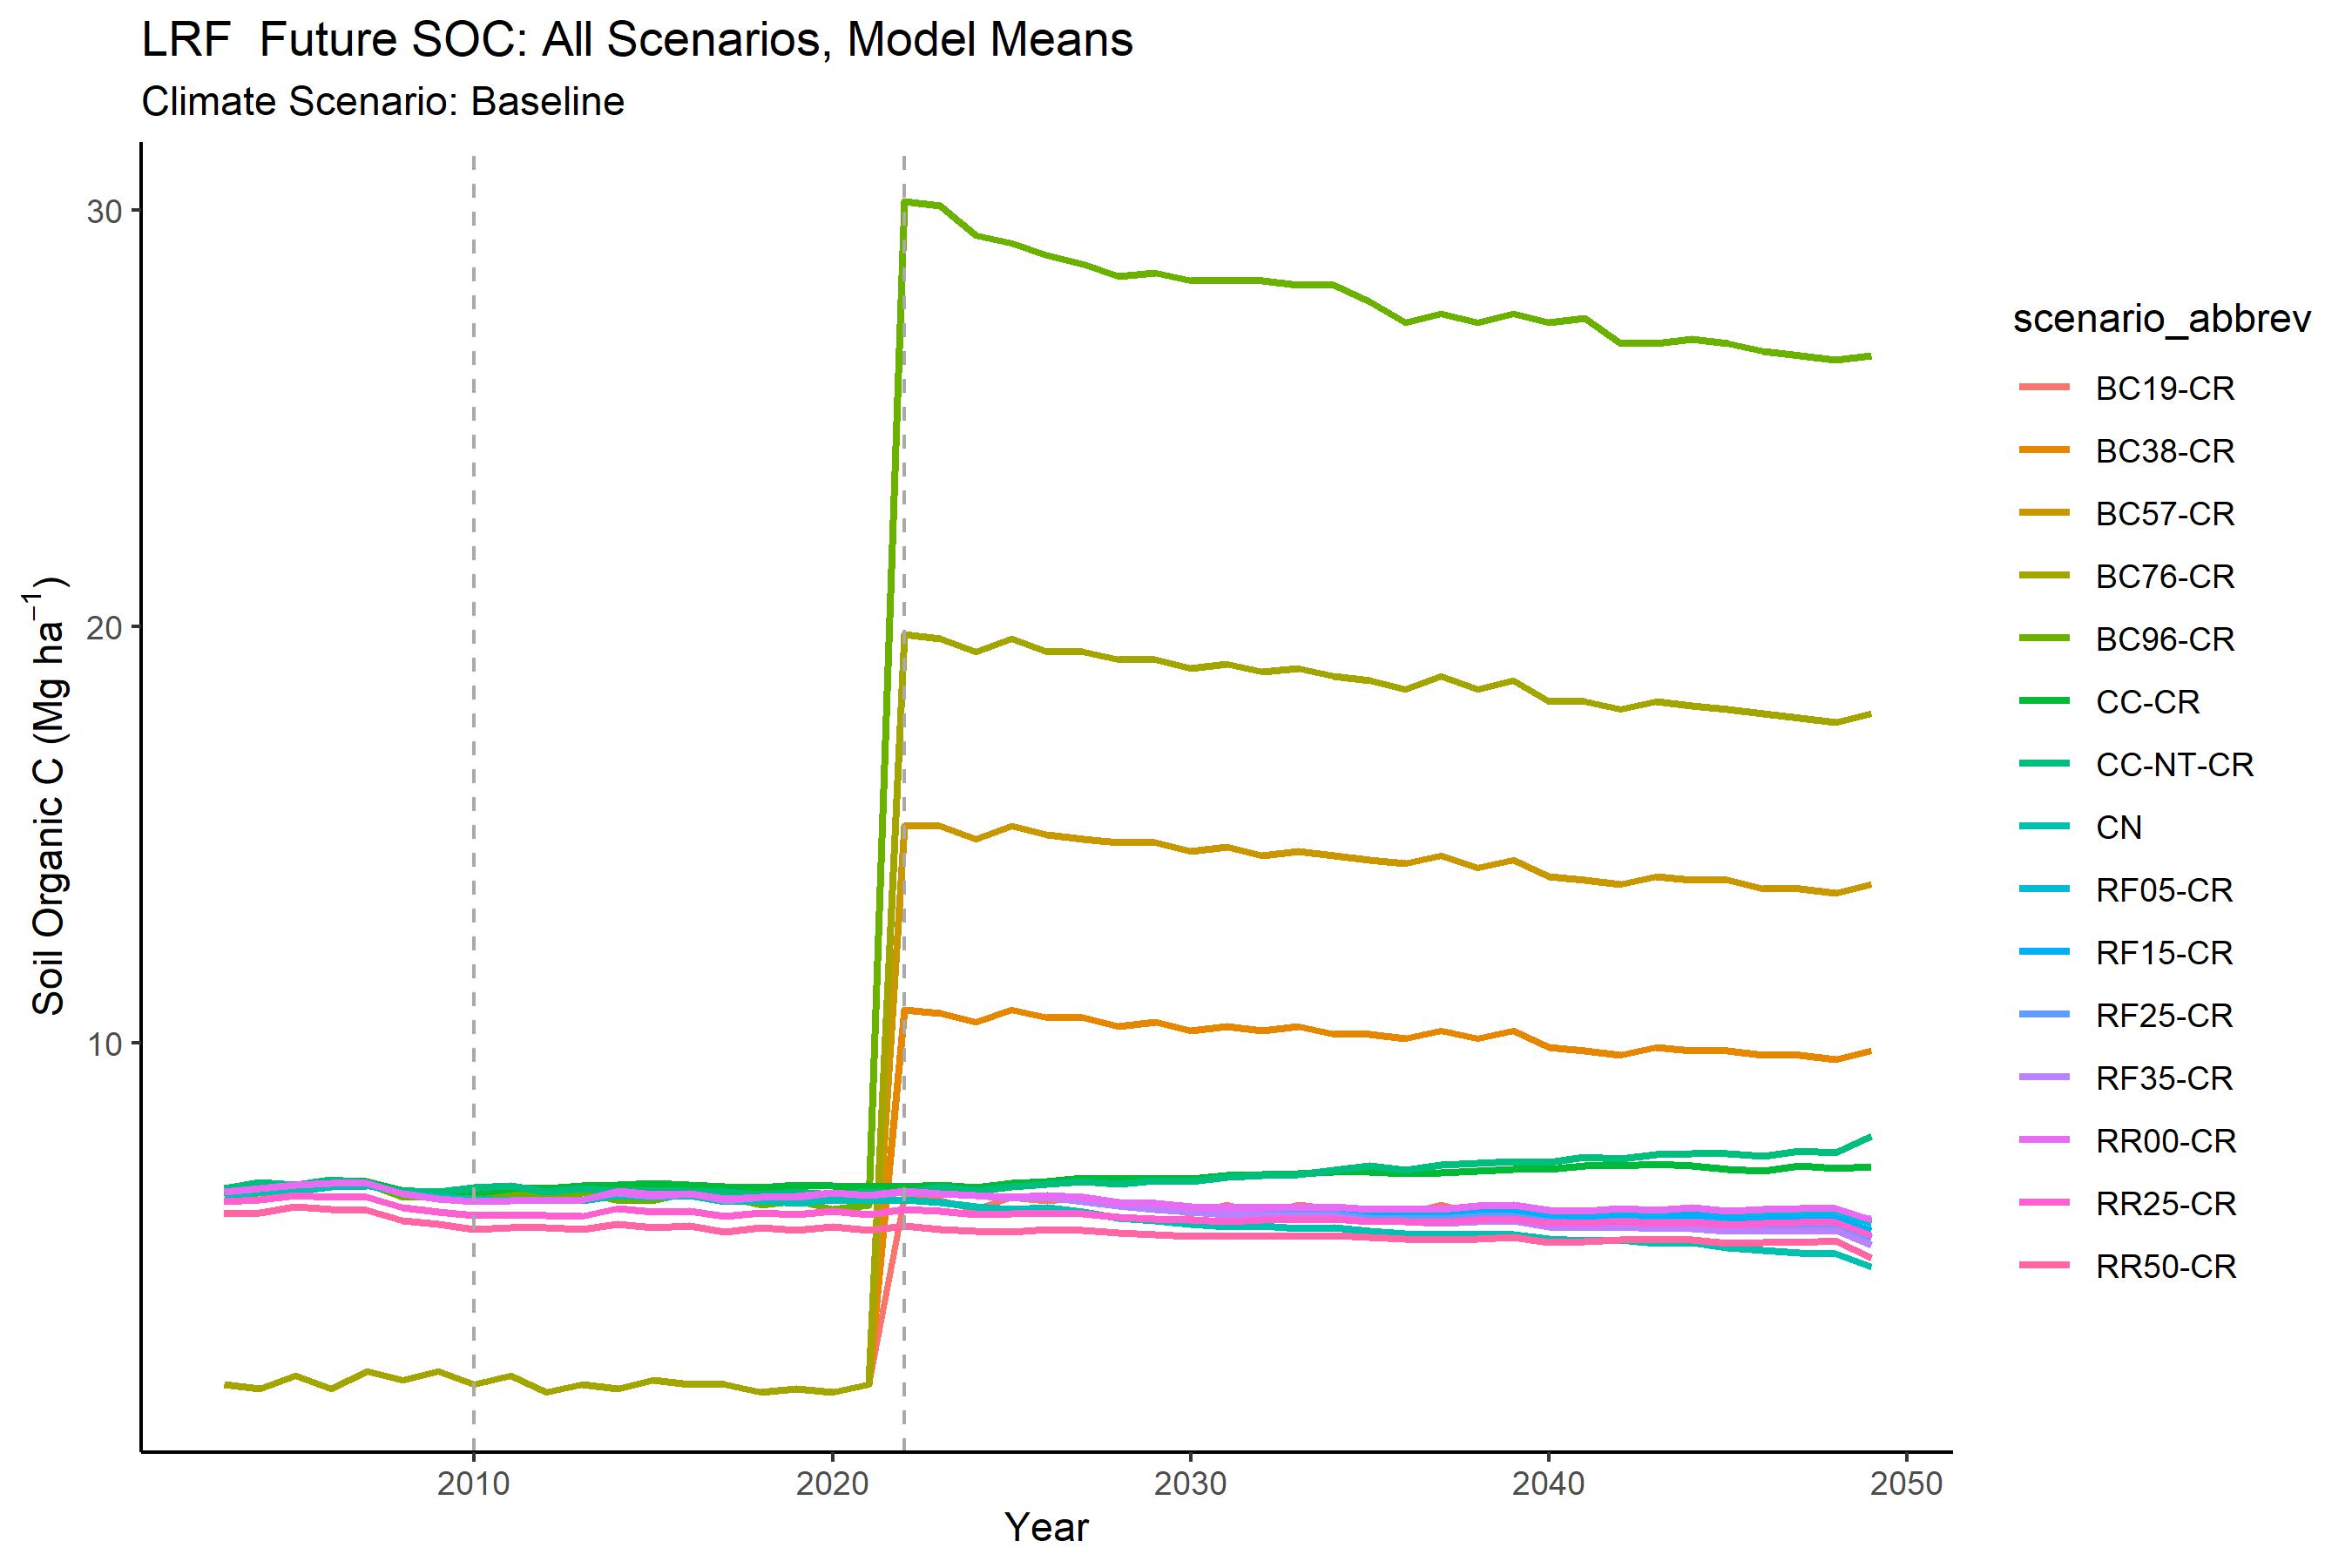 LRF  Future SOC: All Scenarios, Model Means
Climate Scenario: Baseline
Soil Organic C (Mg ha⁻¹)
30
20
10
2010
2020
2030
2040
2050
Year
scenario_abbrev
BC19-CR
BC38-CR
BC57-CR
BC76-CR
BC96-CR
CC-CR
CC-NT-CR
CN
RF05-CR
RF15-CR
RF25-CR
RF35-CR
RR00-CR
RR25-CR
RR50-CR